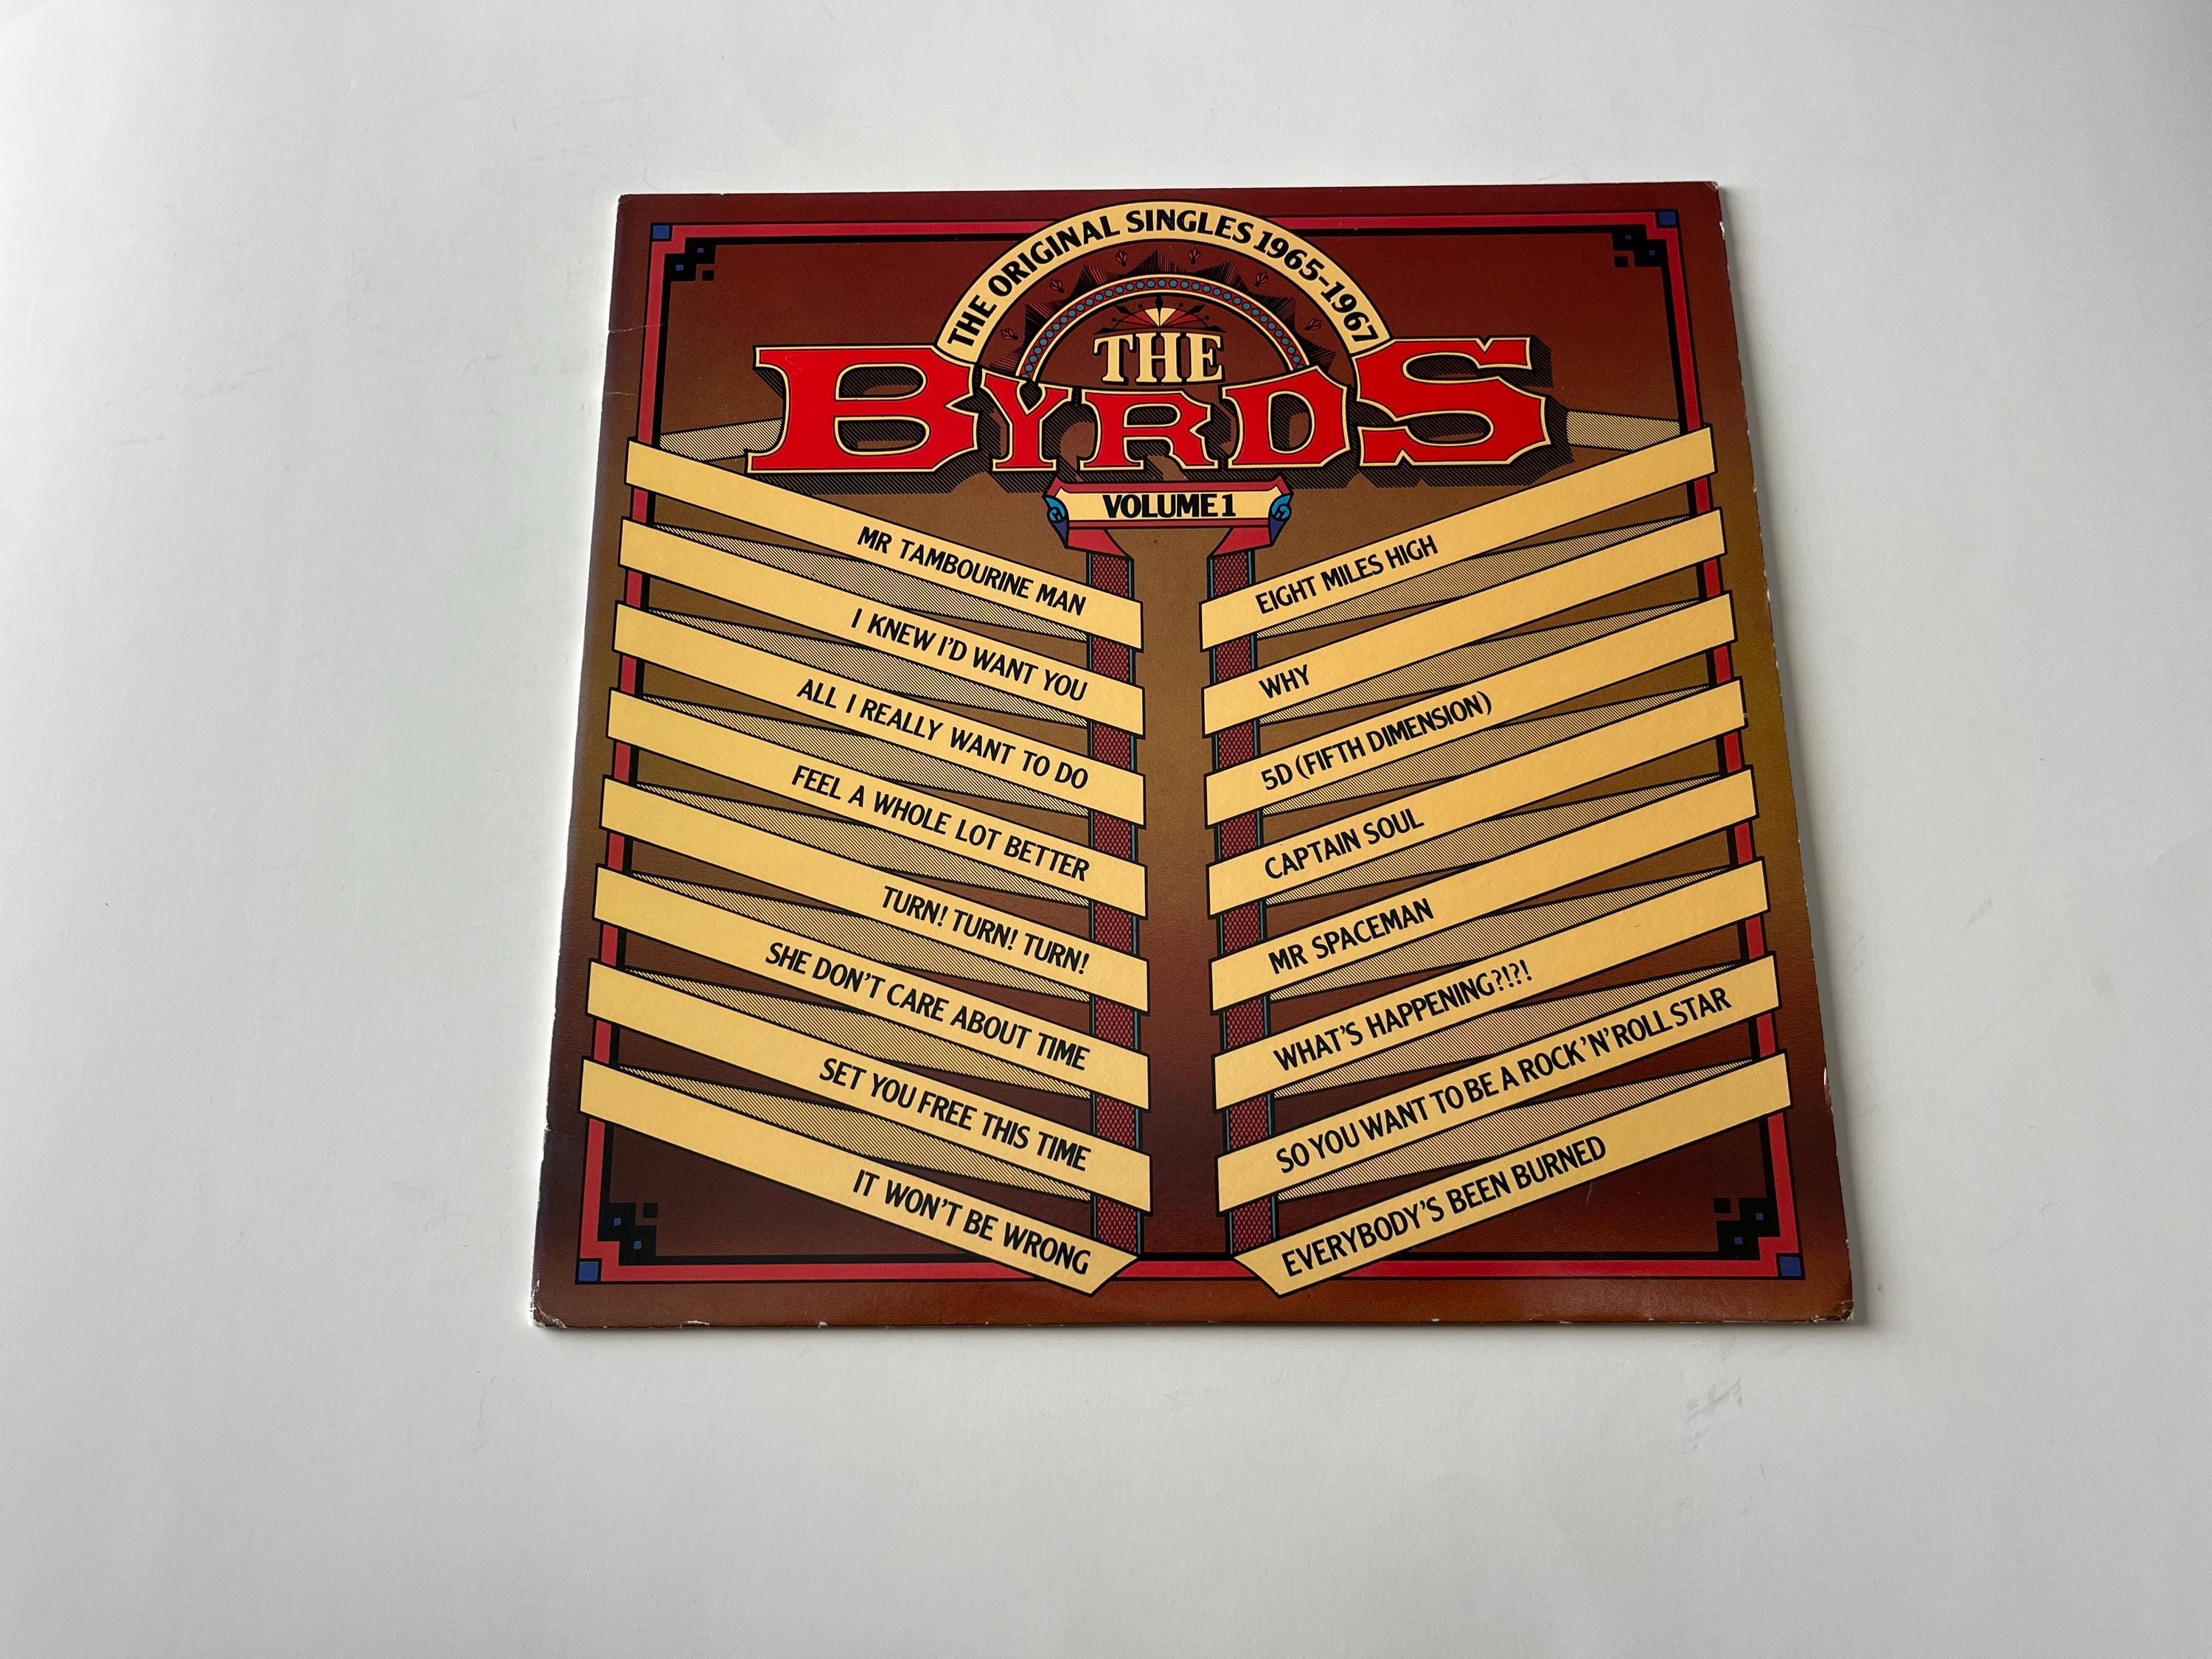 THE ORIGINAL SINGLES 1965-1967
THE
BYRDS
VOLUME 1
MR TAMBOURINE MAN
I KNEW I'D WANT YOU
ALL I REALLY WANT TO DO
FEEL A WHOLE LOT BETTER
TURN! TURN! TURN!
SHE DON'T CARE ABOUT TIME
SET YOU FREE THIS TIME
IT WON'T BE WRONG
EIGHT MILES HIGH
WHY
5D (FIFTH DIMENSION)
CAPTAIN SOUL
MR SPACEMAN
WHAT'S HAPPENING?!?!
SO YOU WANT TO BE A ROCK 'N' ROLL STAR
EVERYBODY'S BEEN BURNED